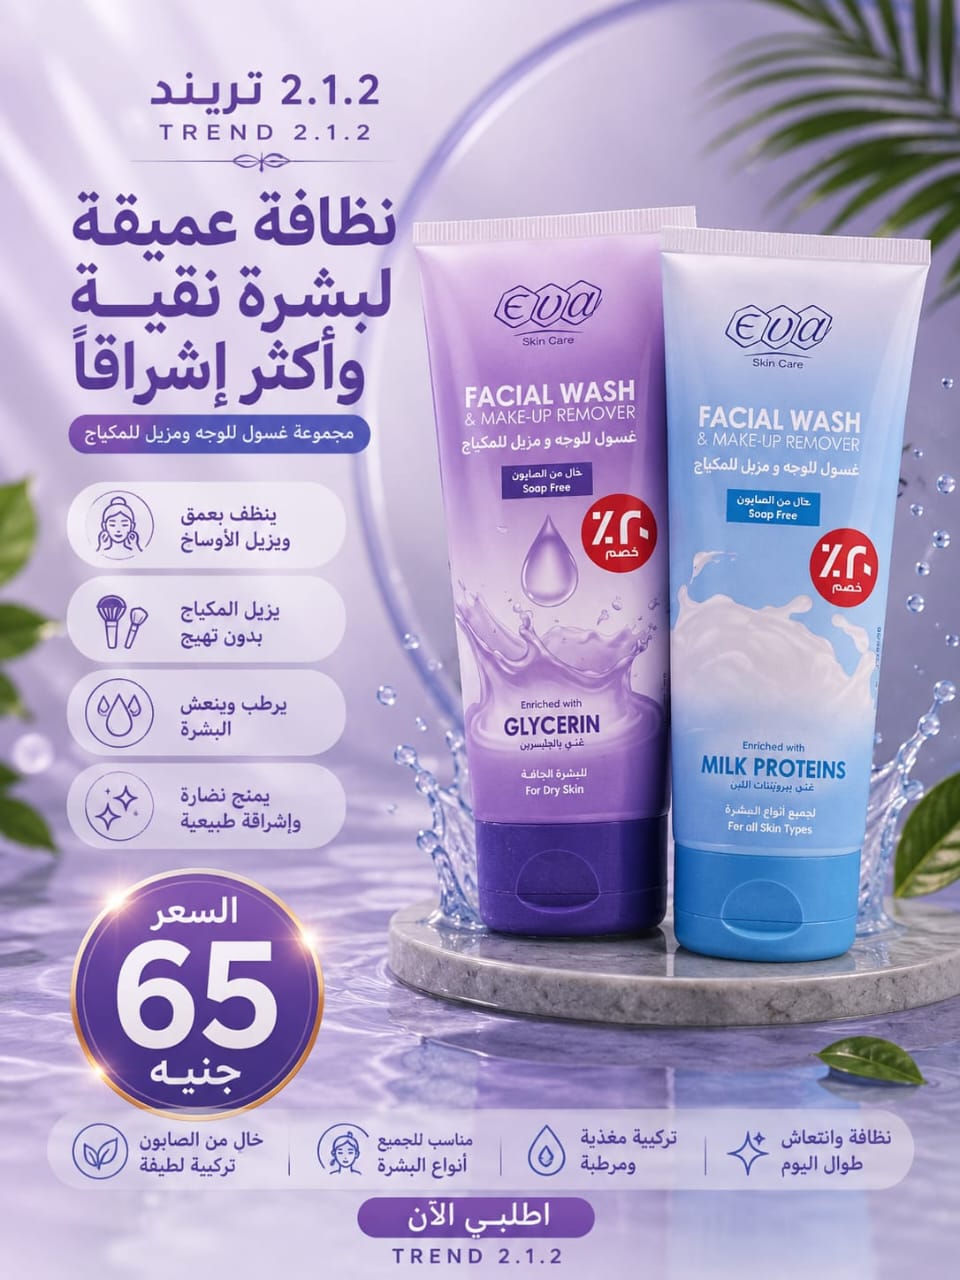 تريند 2.1.2
TREND 2.1.2
نظافة عميقة
لبشرة نقيـــة
وأكثر إشراقاً
مجموعة غسول للوجه ومزيل للمكياج
ينظف بعمق
ويزيل الأوساخ
يزيل المكياج
بدون تهيج
يرطب وينعش
البشرة
يمنح نضارة
وإشراقة طبيعية
السعر
65
جنيه
eva
Skin Care
FACIAL WASH
& MAKE-UP REMOVER
غسول للوجه و مزيل للمكياج
خال من الصابون
Soap Free
٪٢٠
خصم
Enriched with
GLYCERIN
غني بالجليسرين
للبشرة الجافة
For Dry Skin
eva
Skin Care
FACIAL WASH
& MAKE-UP REMOVER
غسول للوجه و مزيل للمكياج
خال من الصابون
Soap Free
٪٢٠
خصم
Enriched with
MILK PROTEINS
غني ببروتينات اللبن
لجميع أنواع البشرة
For all Skin Types
نظافة وانتعاش
طوال اليوم
تركيبة مغذية
ومرطبة
مناسب للجميع
أنواع البشرة
خالٍ من الصابون
تركيبة لطيفة
اطلبـي الآن
TREND 2.1.2